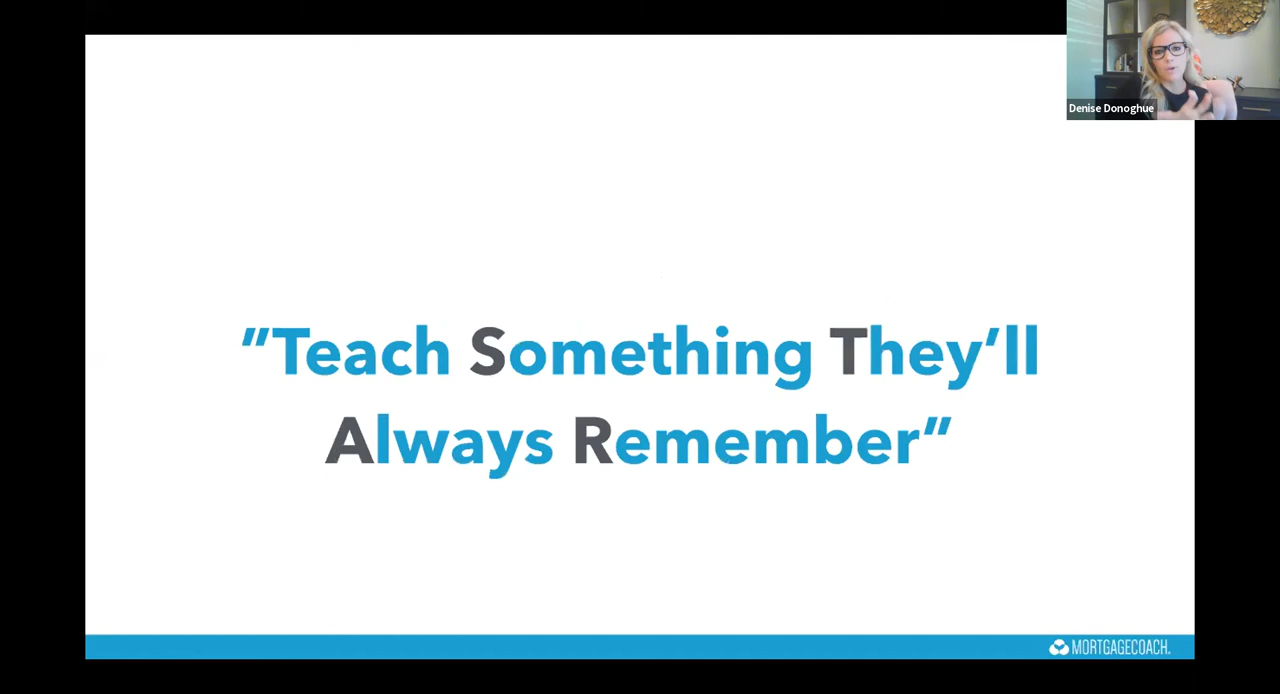 Denise Donoghue
"Teach Something They'll
Always Remember"
MORTGAGECOACH